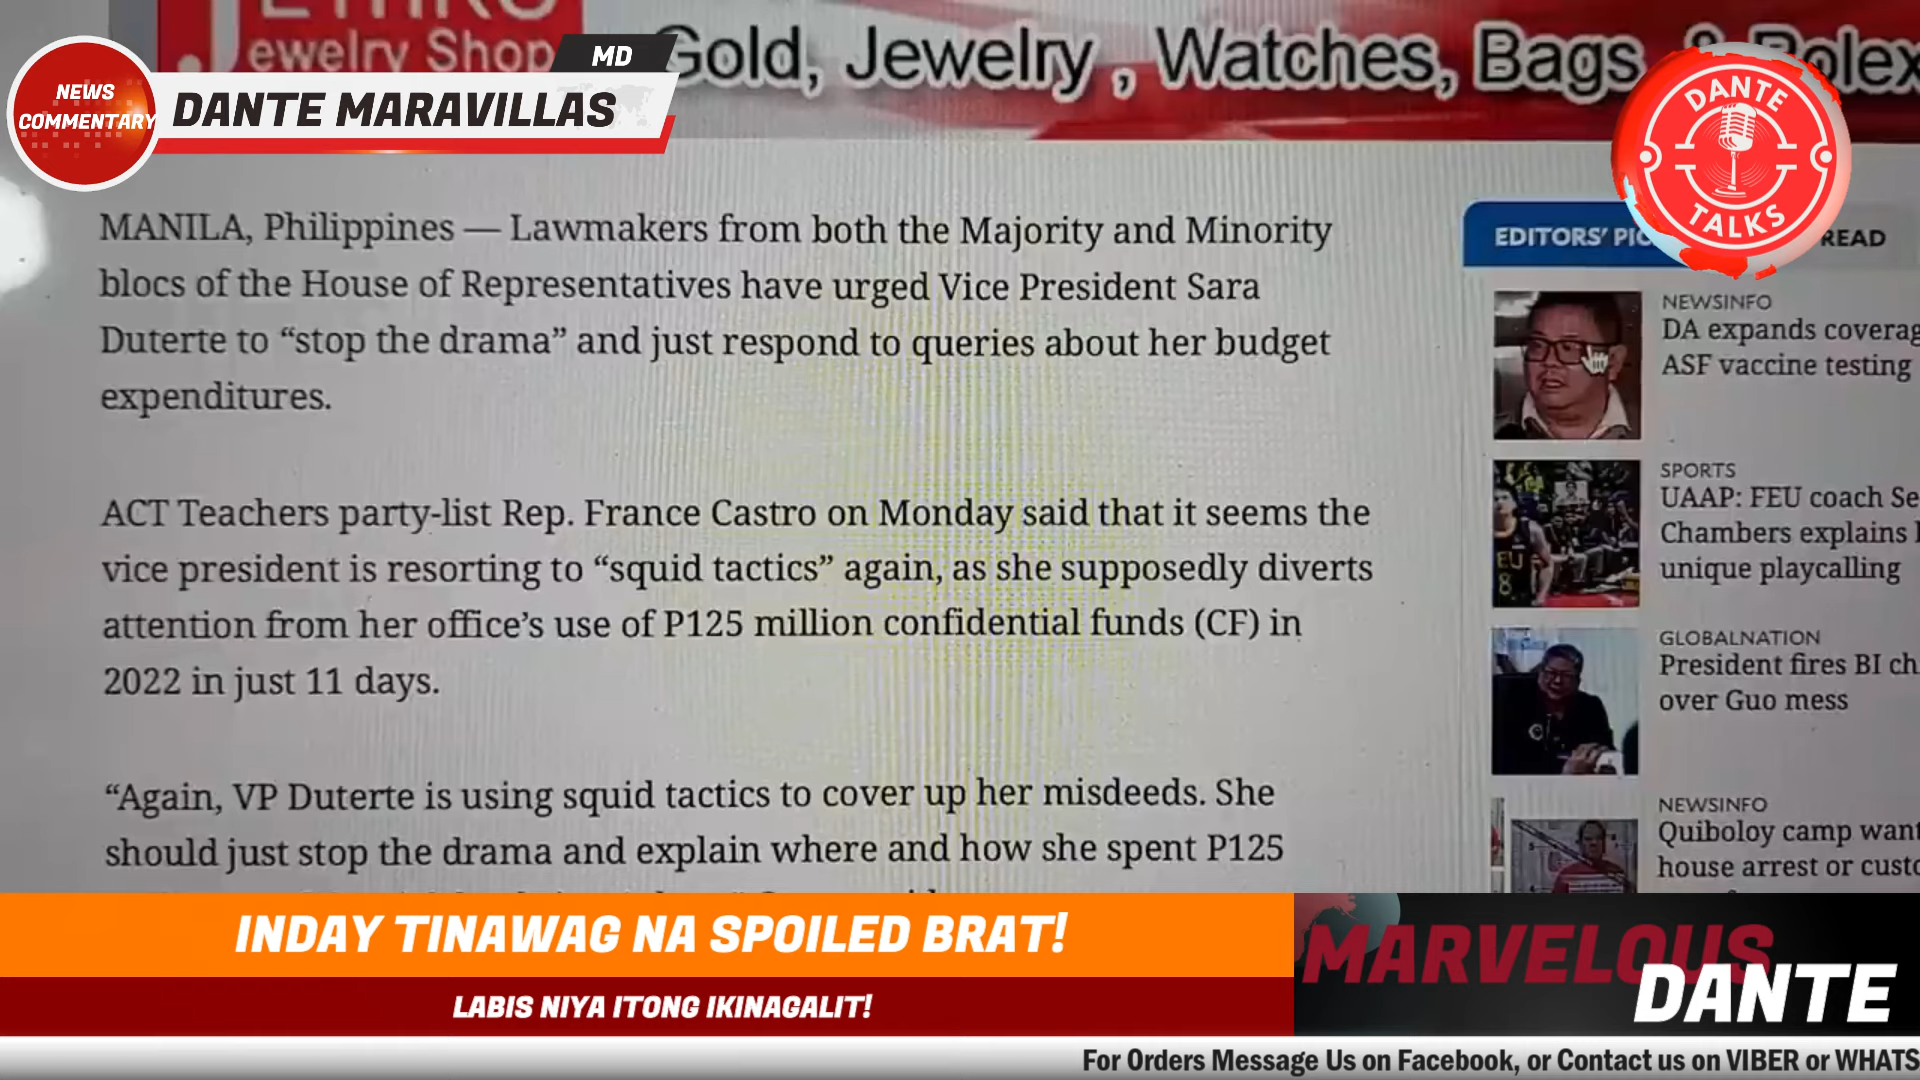 JETHRO
Jewelry Shop
Gold, Jewelry , Watches, Bags & Rolex
MD
NEWS
COMMENTARY
DANTE MARAVILLAS
DANTE
TALKS
MANILA, Philippines — Lawmakers from both the Majority and Minority
blocs of the House of Representatives have urged Vice President Sara
Duterte to “stop the drama” and just respond to queries about her budget
expenditures.
ACT Teachers party-list Rep. France Castro on Monday said that it seems the
vice president is resorting to “squid tactics” again, as she supposedly diverts
attention from her office’s use of P125 million confidential funds (CF) in
2022 in just 11 days.
“Again, VP Duterte is using squid tactics to cover up her misdeeds. She
should just stop the drama and explain where and how she spent P125
EDITORS’ PIC
READ
NEWSINFO
DA expands coverag
ASF vaccine testing
SPORTS
UAAP: FEU coach Se
Chambers explains
unique playcalling
EU
8
GLOBALNATION
President fires BI ch
over Guo mess
NEWSINFO
Quiboloy camp want
house arrest or custo
INDAY TINAWAG NA SPOILED BRAT!
LABIS NIYA ITONG IKINAGALIT!
MARVELOUS
DANTE
For Orders Message Us on Facebook, or Contact us on VIBER or WHATS